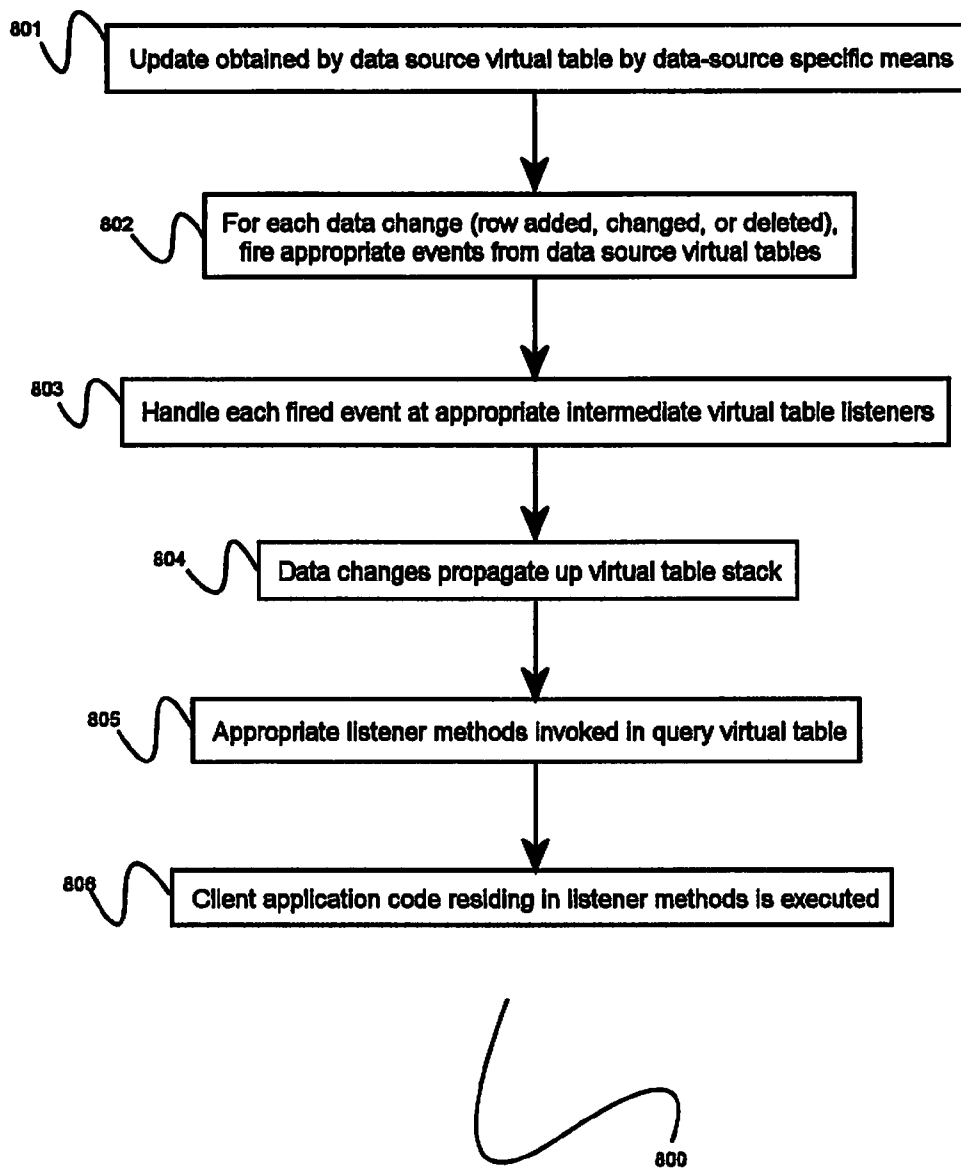 801
Update obtained by data source virtual table by data-source specific means
802
For each data change (row added, changed, or deleted),
fire appropriate events from data source virtual tables
803
Handle each fired event at appropriate intermediate virtual table listeners
804
Data changes propagate up virtual table stack
805
Appropriate listener methods invoked in query virtual table
806
Client application code residing in listener methods is executed
800